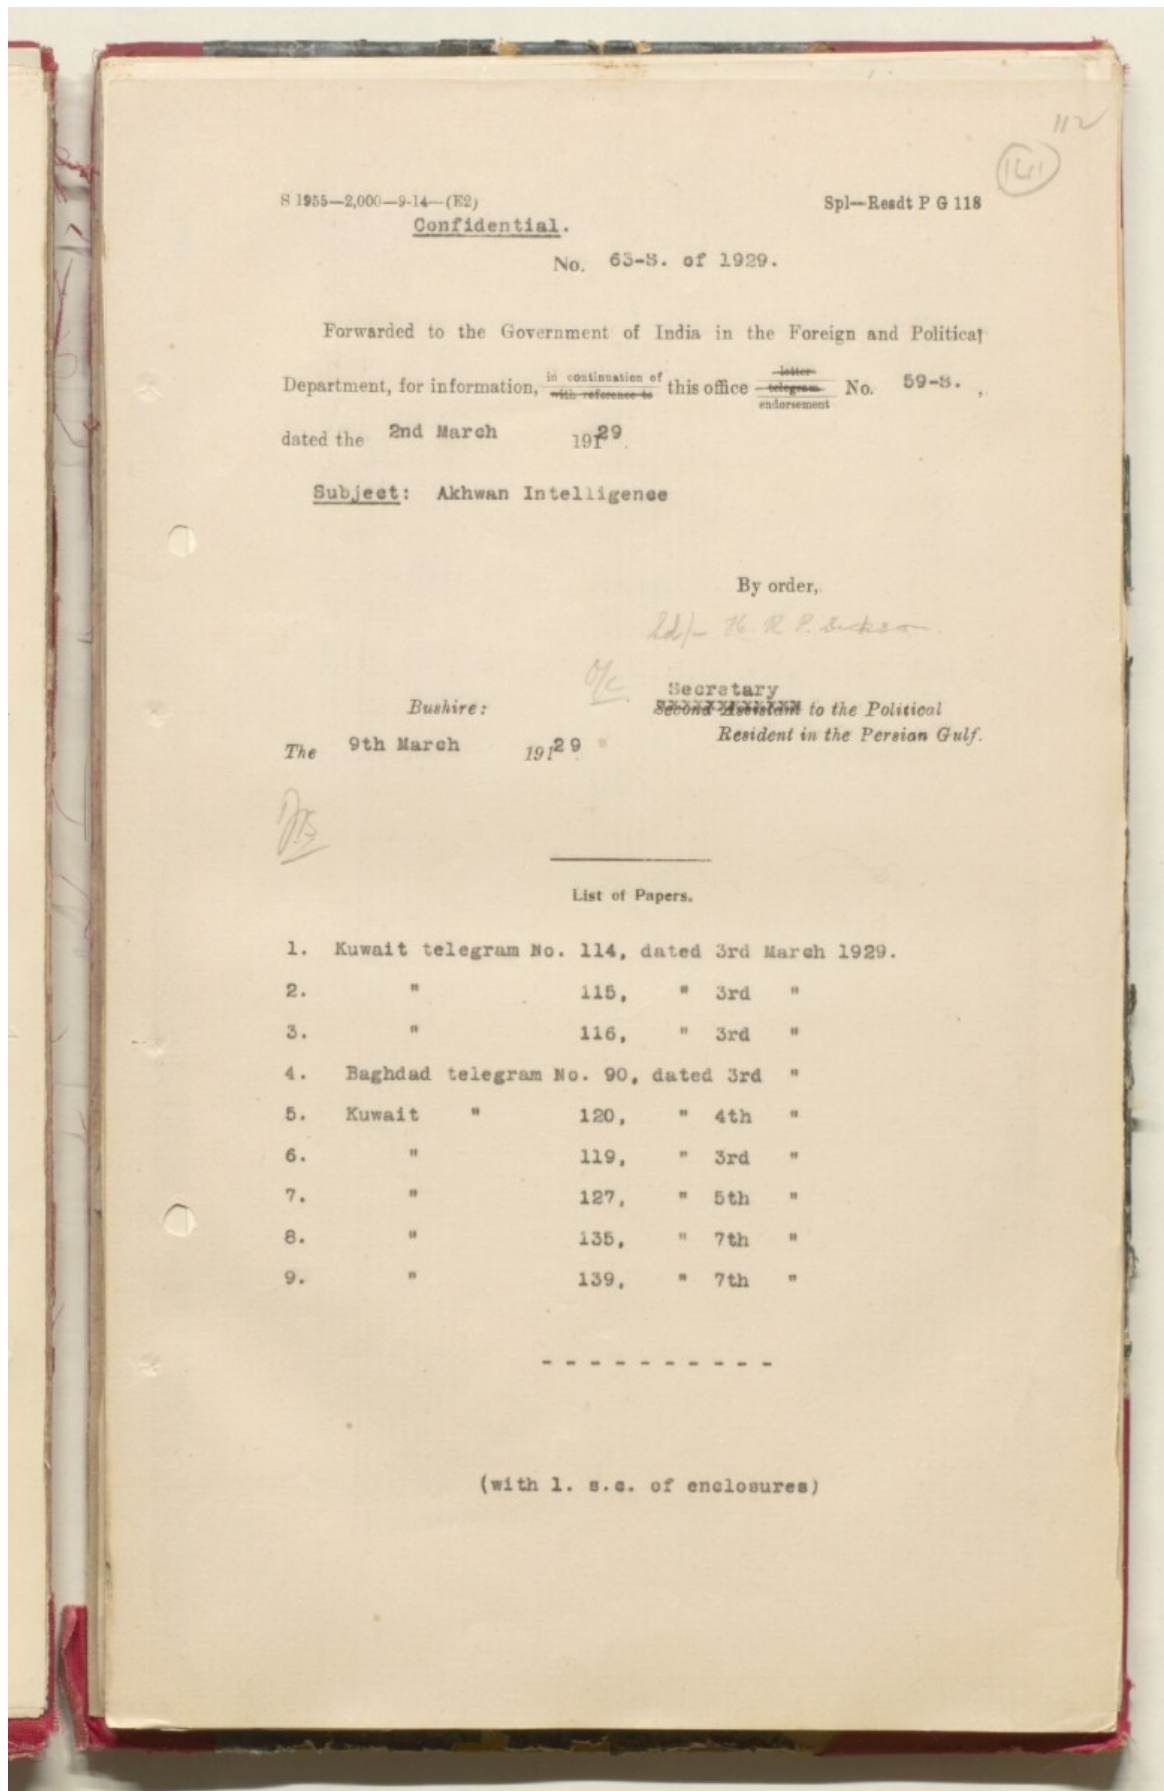 112
141
S 1955—2,000—9-14—(E2) Spl—Resdt P G 118
Confidential.
No. 63-S. of 1929.
Forwarded to the Government of India in the Foreign and Political
Department, for information, in continuation of with reference to this office letter telegram endorsement No. 59-S. ,
dated the 2nd March 19129.
Subject: Akhwan Intelligence
By order,
Sd/- H. R. P. Dickson.
Secretary
Bushire: Second Assistant to the Political
Resident in the Persian Gulf.
The 9th March 19129.
List of Papers.
1. Kuwait telegram No. 114, dated 3rd March 1929.
2. " 115, " 3rd "
3. " 116, " 3rd "
4. Baghdad telegram No. 90, dated 3rd "
5. Kuwait " 120, " 4th "
6. " 119, " 3rd "
7. " 127, " 5th "
8. " 135, " 7th "
9. " 139, " 7th "
- - - - - - - - - -
(with 1. s.c. of enclosures)